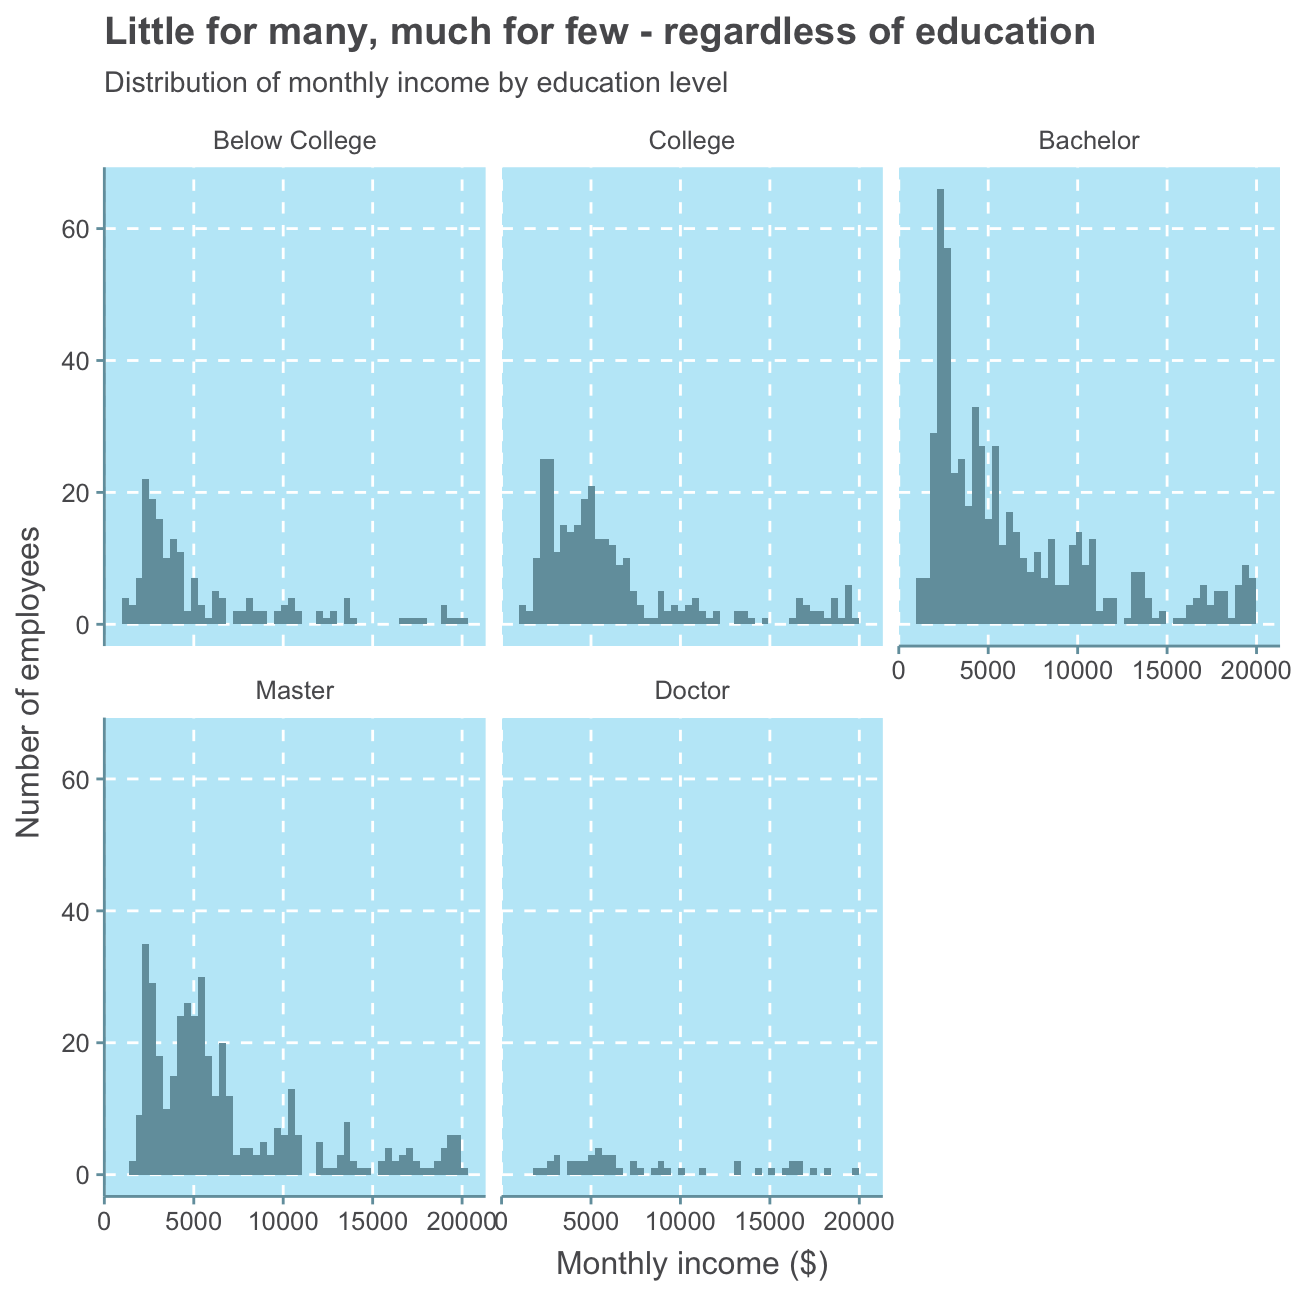 Little for many, much for few - regardless of education
Distribution of monthly income by education level
Below College
College
Bachelor
60
40
20
0
0 5000 10000 15000 20000
Number of employees
Master
Doctor
60
40
20
0
0 5000 10000 15000 20000
0 5000 10000 15000 20000
Monthly income ($)